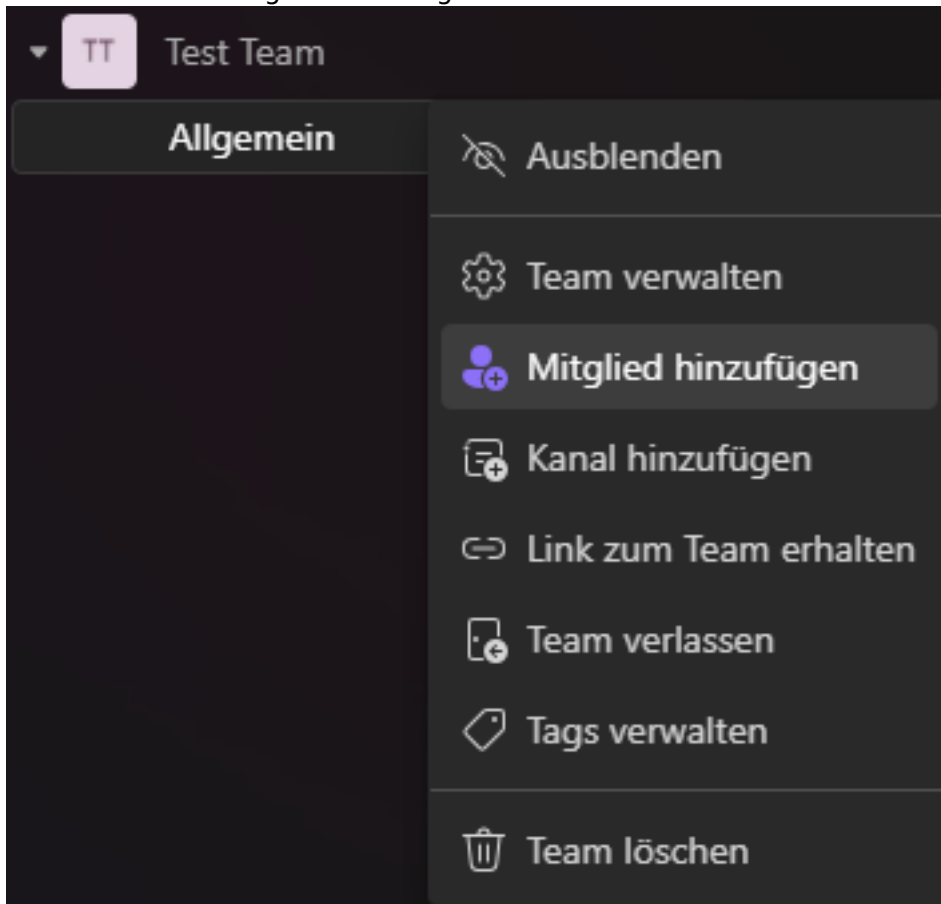 TT Test Team
Allgemein
Ausblenden
Team verwalten
Mitglied hinzufügen
Kanal hinzufügen
Link zum Team erhalten
Team verlassen
Tags verwalten
Team löschen